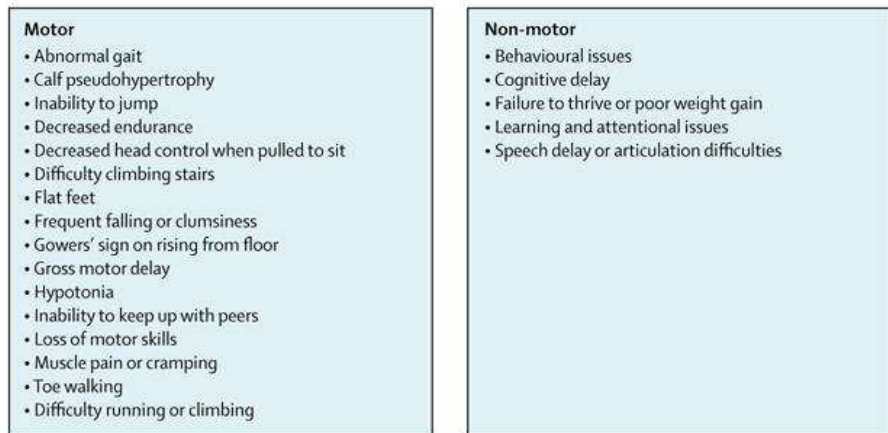 Motor
• Abnormal gait
• Calf pseudohypertrophy
• Inability to jump
• Decreased endurance
• Decreased head control when pulled to sit
• Difficulty climbing stairs
• Flat feet
• Frequent falling or clumsiness
• Gowers’ sign on rising from floor
• Gross motor delay
• Hypotonia
• Inability to keep up with peers
• Loss of motor skills
• Muscle pain or cramping
• Toe walking
• Difficulty running or climbing
Non-motor
• Behavioural issues
• Cognitive delay
• Failure to thrive or poor weight gain
• Learning and attentional issues
• Speech delay or articulation difficulties